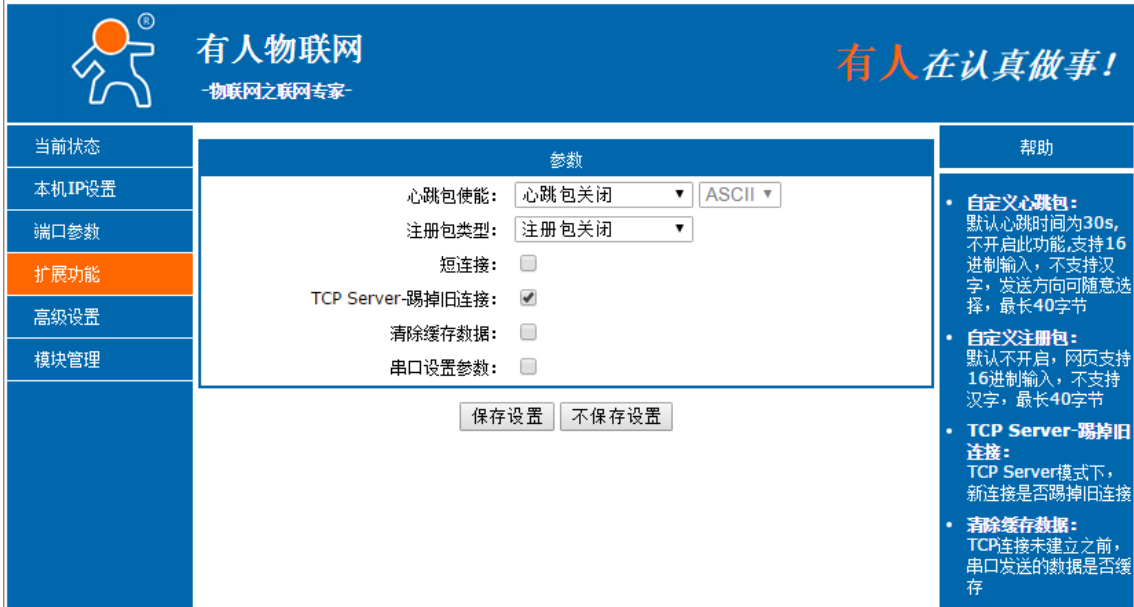 ®
有人物联网
-物联网之联网专家-
有人在认真做事!
当前状态
本机IP设置
端口参数
扩展功能
高级设置
模块管理
参数
心跳包使能: 心跳包关闭 ASCII
注册包类型: 注册包关闭
短连接:
TCP Server-踢掉旧连接:
清除缓存数据:
串口设置参数:
保存设置 不保存设置
帮助
• 自定义心跳包:
默认心跳时间为30s,
不开启此功能,支持16
进制输入，不支持汉
字，发送方向可随意选
择，最长40字节
• 自定义注册包:
默认不开启，网页支持
16进制输入，不支持
汉字，最长40字节
• TCP Server-踢掉旧
连接:
TCP Server模式下，
新连接是否踢掉旧连接
• 清除缓存数据:
TCP连接未建立之前，
串口发送的数据是否缓
存